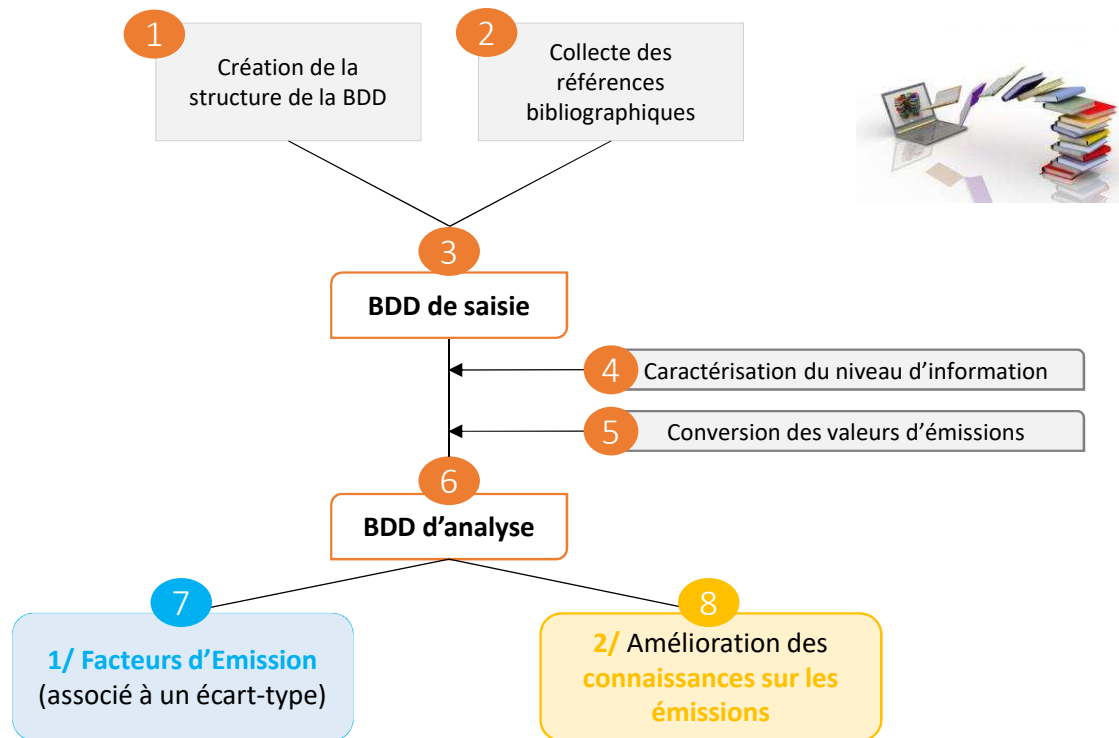 1
Création de la
structure de la BDD
2
Collecte des
références
bibliographiques
3
BDD de saisie
4
Caractérisation du niveau d’information
5
Conversion des valeurs d’émissions
6
BDD d’analyse
7
1/ Facteurs d’Emission
(associé à un écart-type)
8
2/ Amélioration des
connaissances sur les
émissions